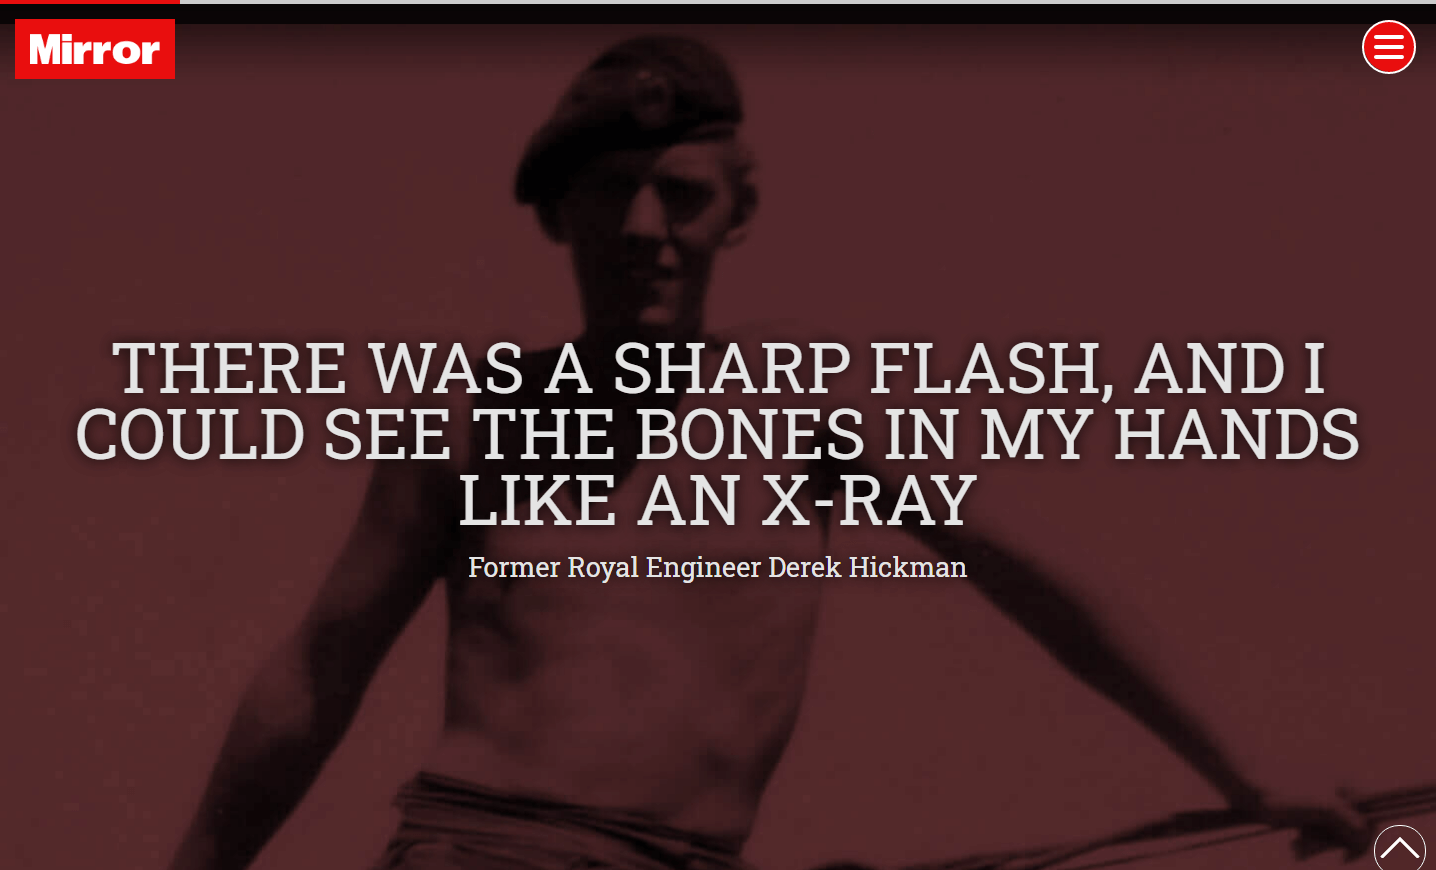 Mirror
THERE WAS A SHARP FLASH, AND I
COULD SEE THE BONES IN MY HANDS
LIKE AN X-RAY
Former Royal Engineer Derek Hickman